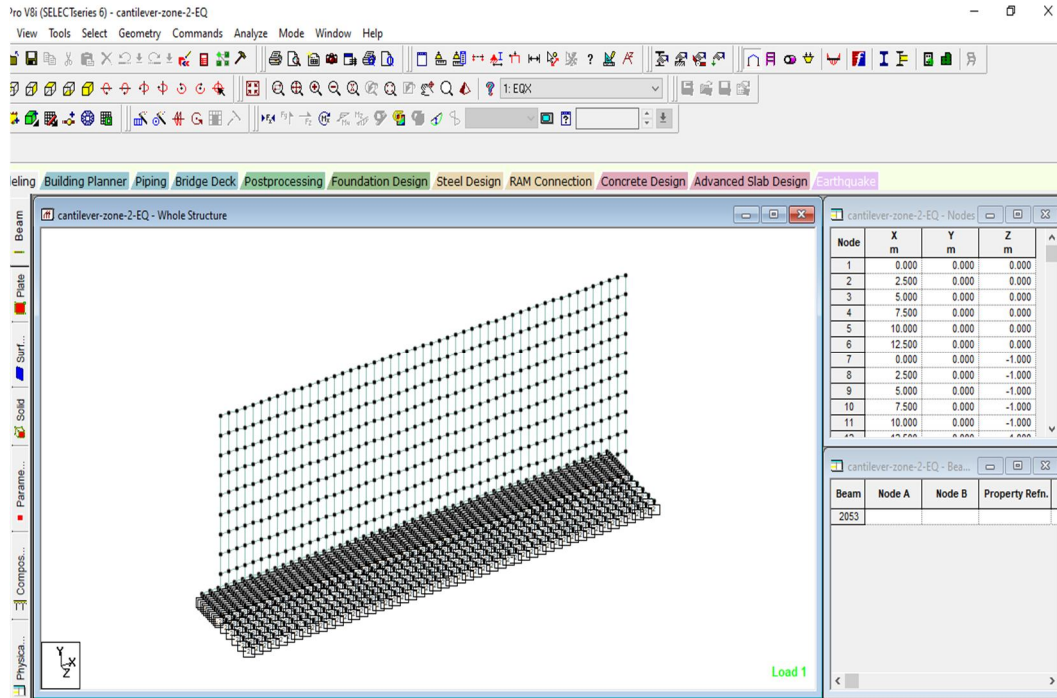 Pro V8i (SELECTseries 6) - cantilever-zone-2-EQ
View Tools Select Geometry Commands Analyze Mode Window Help
1: EQX
eling Building Planner Piping Bridge Deck Postprocessing Foundation Design Steel Design RAM Connection Concrete Design Advanced Slab Design Earthquake
Beam
Plate
Surf...
Solid
Parame...
Compos...
Physica...
cantilever-zone-2-EQ - Whole Structure
Y
X
Z
Load 1
cantilever-zone-2-EQ - Nodes
Node X m Y m Z m
1 0.000 0.000 0.000
2 2.500 0.000 0.000
3 5.000 0.000 0.000
4 7.500 0.000 0.000
5 10.000 0.000 0.000
6 12.500 0.000 0.000
7 0.000 0.000 -1.000
8 2.500 0.000 -1.000
9 5.000 0.000 -1.000
10 7.500 0.000 -1.000
11 10.000 0.000 -1.000
12 12.500 0.000 -1.000
cantilever-zone-2-EQ - Bea...
Beam Node A Node B Property Refn.
2053